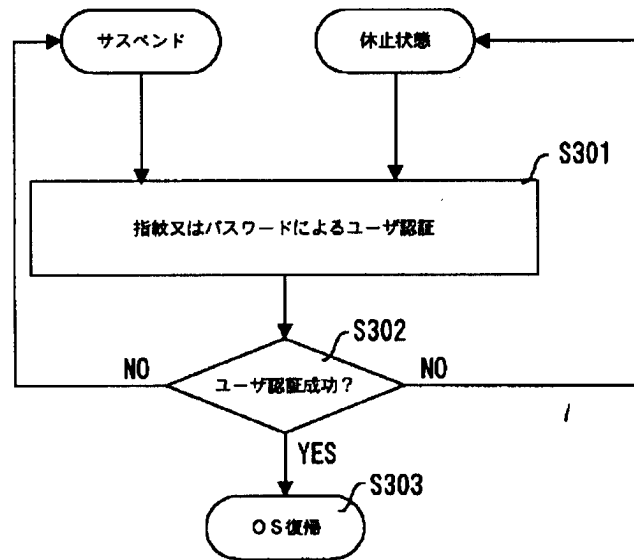 サスペンド
休止状態
S301
指紋又はパスワードによるユーザ認証
S302
NO
ユーザ認証成功?
NO
YES
S303
OS復帰